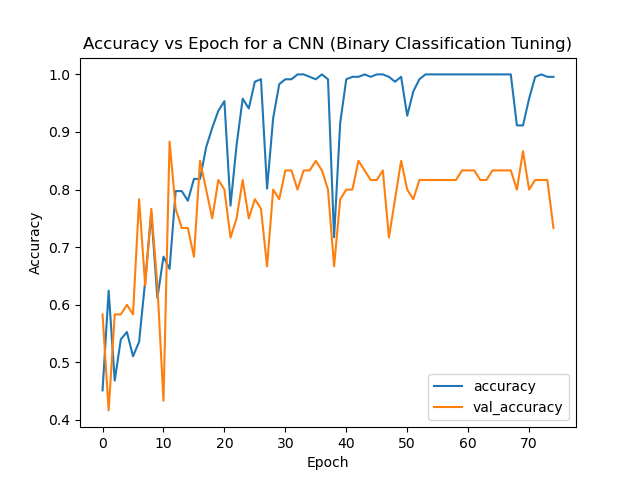 Accuracy vs Epoch for a CNN (Binary Classification Tuning)
1.0
0.9
0.8
0.7
0.6
0.5
0.4
Accuracy
accuracy
val_accuracy
0 10 20 30 40 50 60 70
Epoch